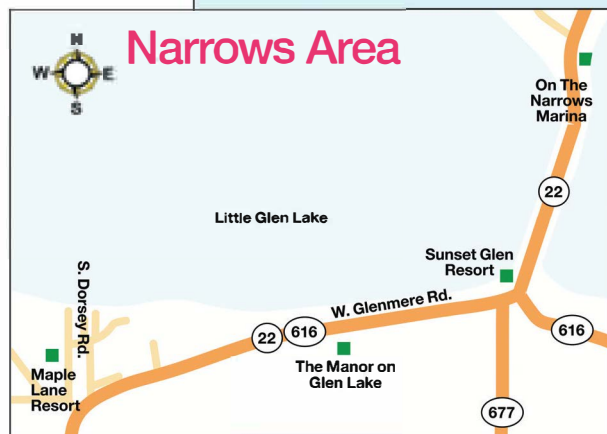 Narrows Area
N
W E
S
On The
Narrows
Marina
22
Little Glen Lake
Sunset Glen
Resort
S. Dorsey Rd.
W. Glenmere Rd.
22 616
616
The Manor on
Glen Lake
Maple
Lane
Resort
677